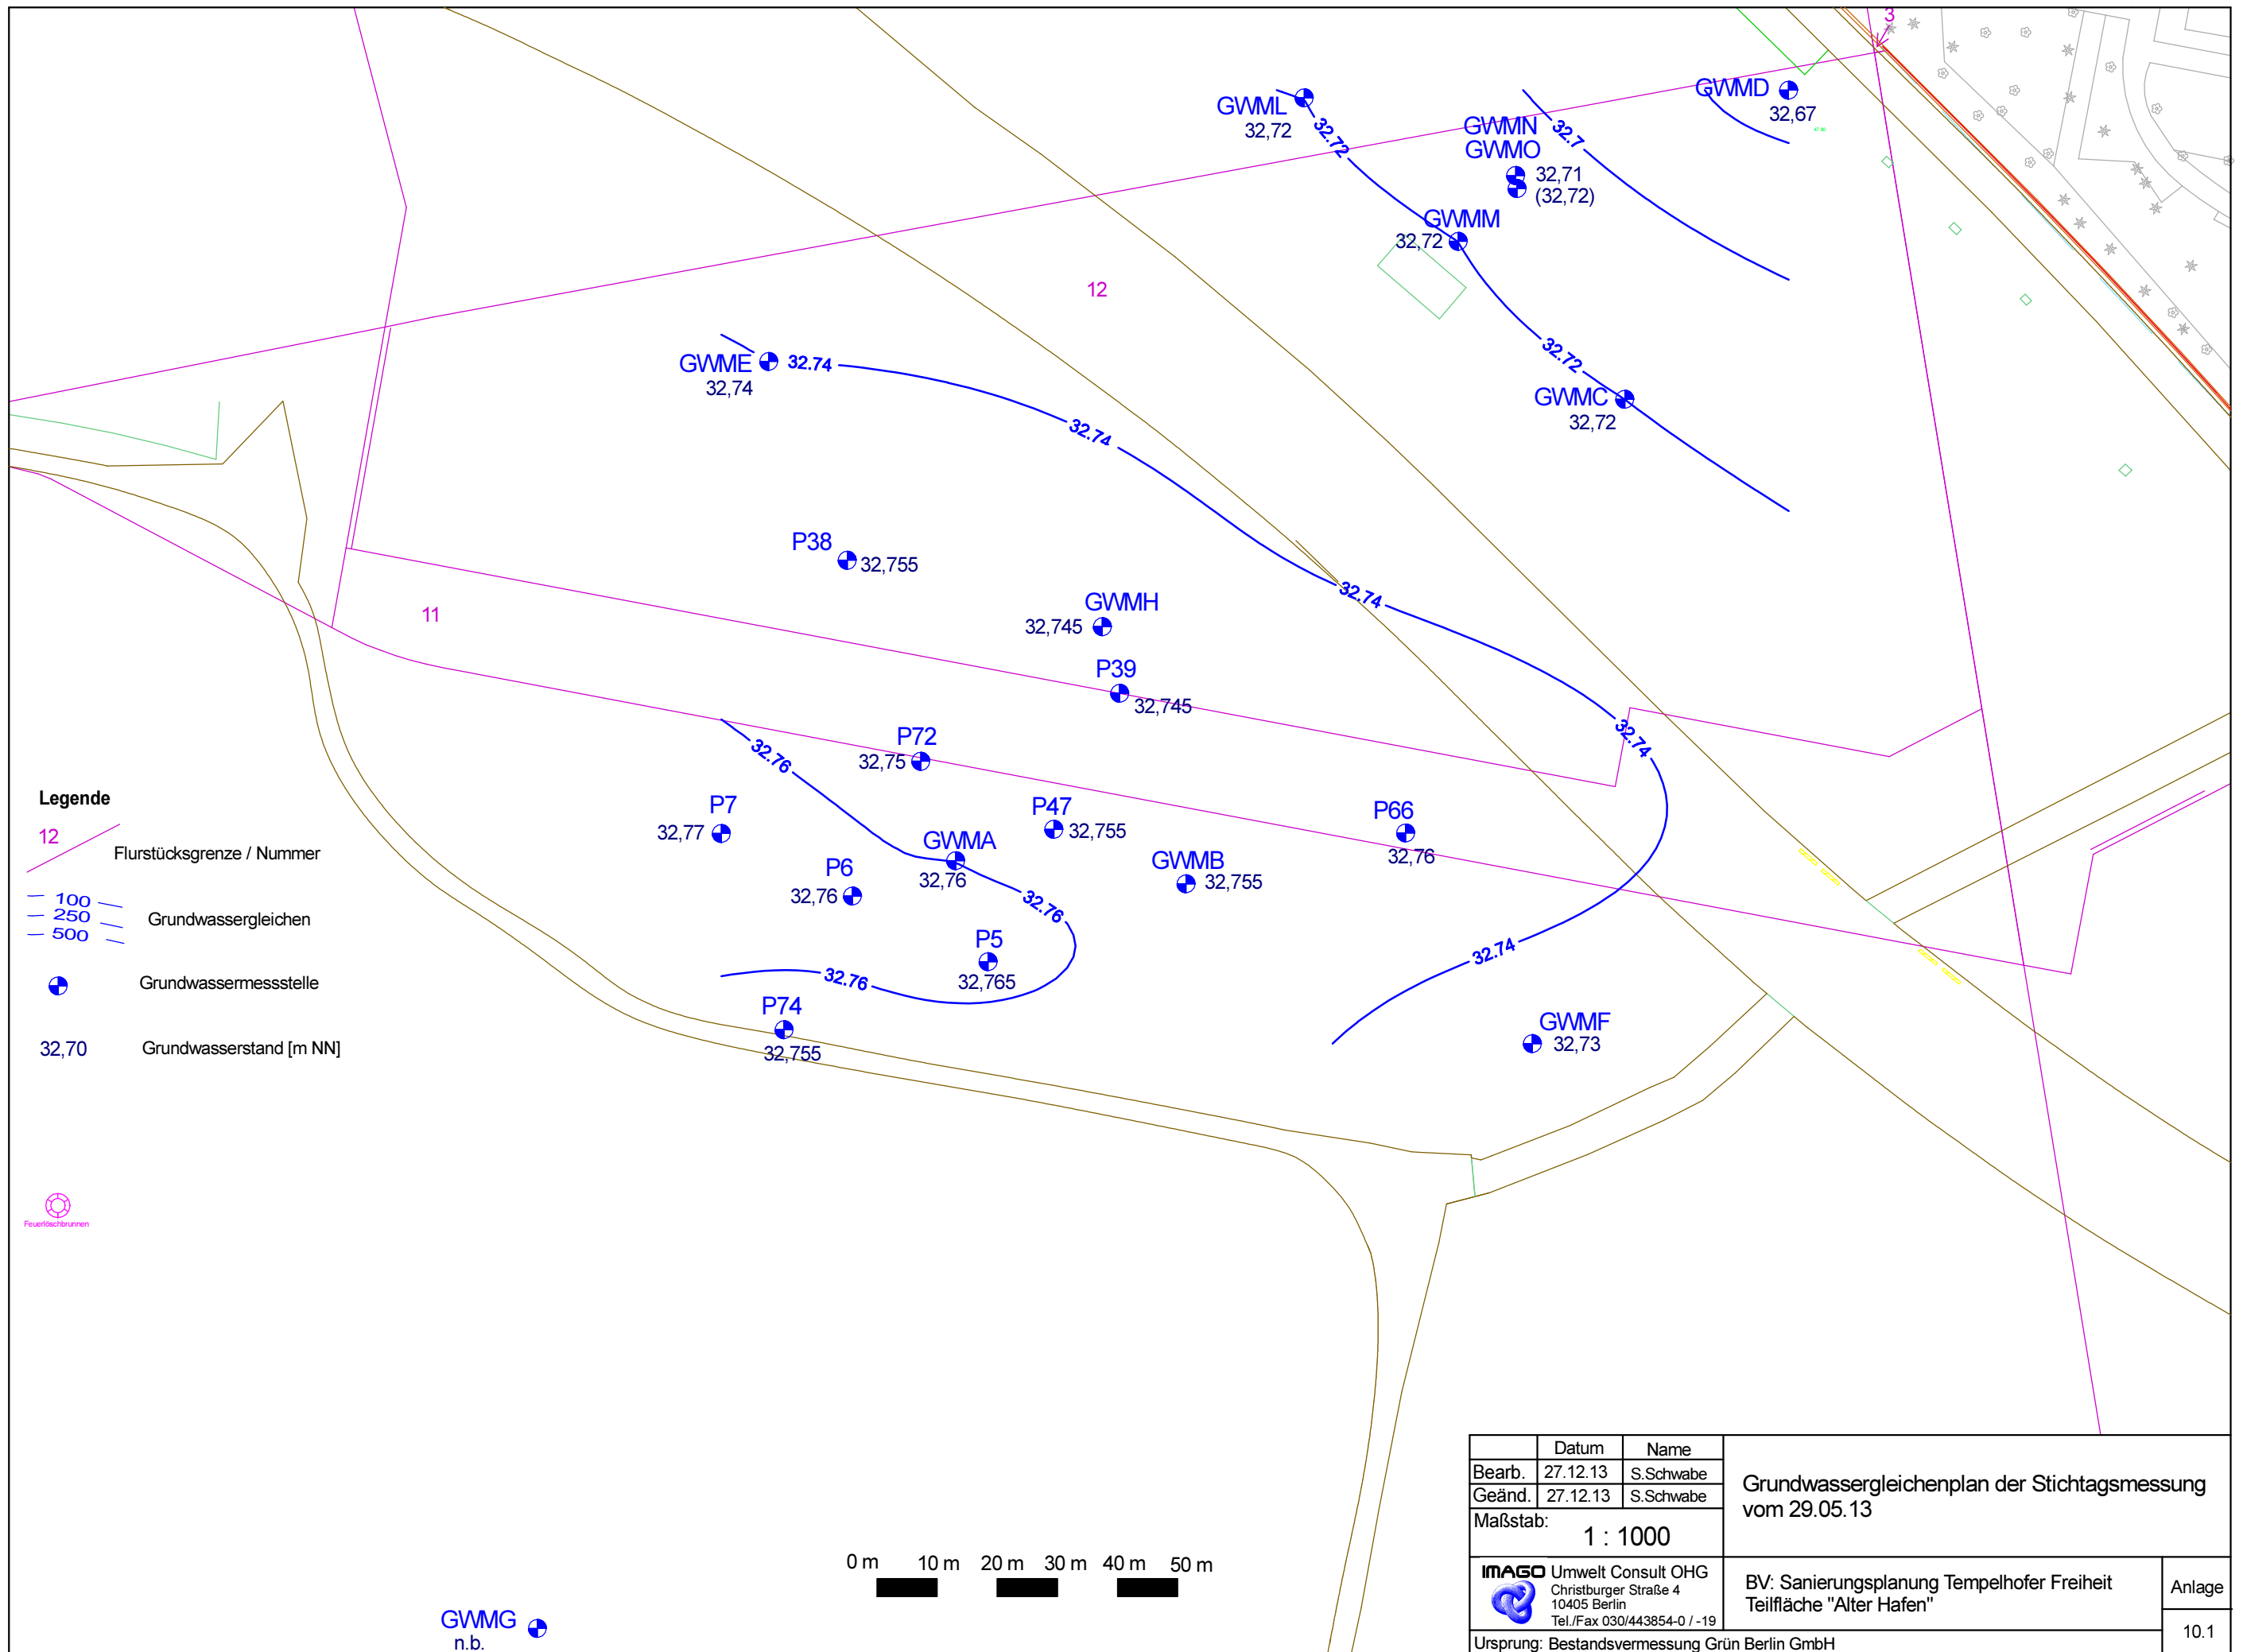 3
GWML
32,72
32.72
GWMN
GWMO
32.7
32,71
(32,72)
GWMD
32,67
GWMM
32,72
12
GWME
32,74
32.74
32.74
32.72
GWMC
32,72
P38
32,755
GWMH
32,745
32.74
11
P39
32,745
P72
32,75
32.76
32.74
P7
32,77
P47
32,755
P66
32,76
GWMA
32,76
GWMB
32,755
P6
32,76
32.76
P5
32,765
32.76
32.74
P74
32,755
GWMF
32,73
Legende
12
Flurstücksgrenze / Nummer
100
250
500
Grundwassergleichen
Grundwassermessstelle
32,70
Grundwasserstand [m NN]
Feuerlöschbrunnen
0 m 10 m 20 m 30 m 40 m 50 m
GWMG
n.b.
Datum Name
Bearb. 27.12.13 S.Schwabe
Geänd. 27.12.13 S.Schwabe
Maßstab:
1 : 1000
Grundwassergleichenplan der Stichtagsmessung
vom 29.05.13
IMAGO Umwelt Consult OHG
Christburger Straße 4
10405 Berlin
Tel./Fax 030/443854-0 / -19
BV: Sanierungsplanung Tempelhofer Freiheit
Teilfläche "Alter Hafen"
Anlage
10.1
Ursprung: Bestandsvermessung Grün Berlin GmbH